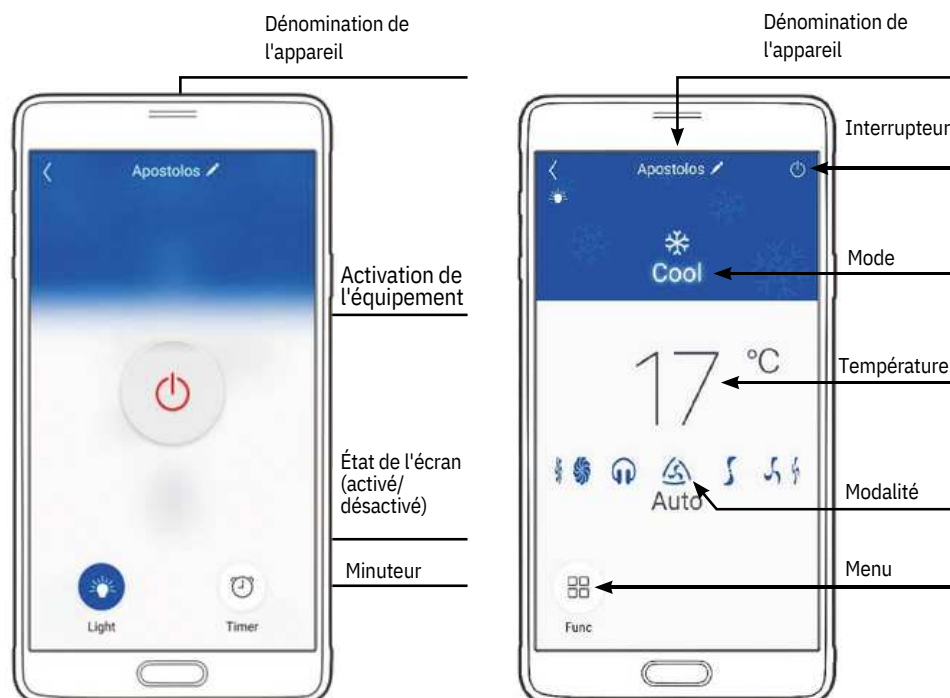 Dénomination de
l'appareil
Apostolos
Activation de
l'équipement
État de l'écran
(activé/
désactivé)
Minuteur
Light
Timer
Dénomination de
l'appareil
Interrupteur
Apostolos
Mode
Cool
Température
17 °C
Modalité
Auto
Menu
Func